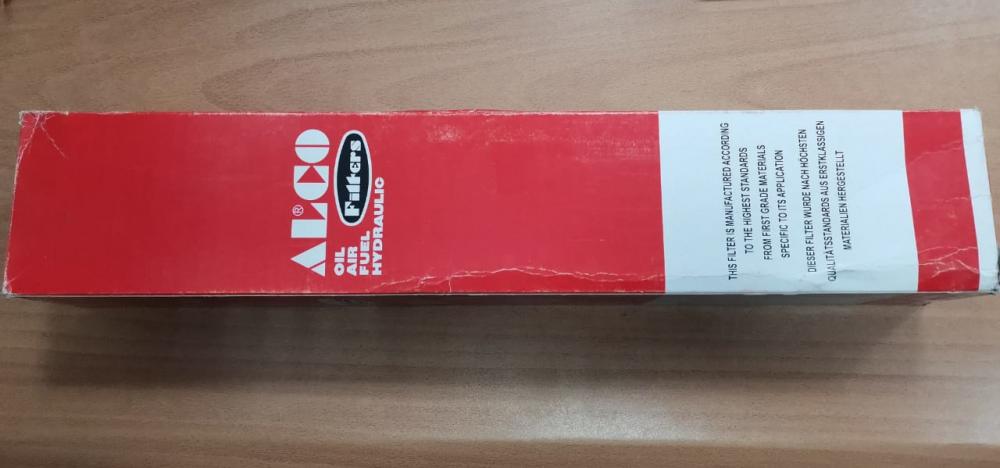 ALCO®
Filters
OIL
AIR
FUEL
HYDRAULIC
THIS FILTER IS MANUFACTURED ACCORDING
TO THE HIGHEST STANDARDS
FROM FIRST GRADE MATERIALS
SPECIFIC TO ITS APPLICATION
DIESER FILTER WURDE NACH HÖCHSTEN
QUALITÄTSSTANDARDS AUS ERSTKLASSIGEN
MATERIALIEN HERGESTELLT